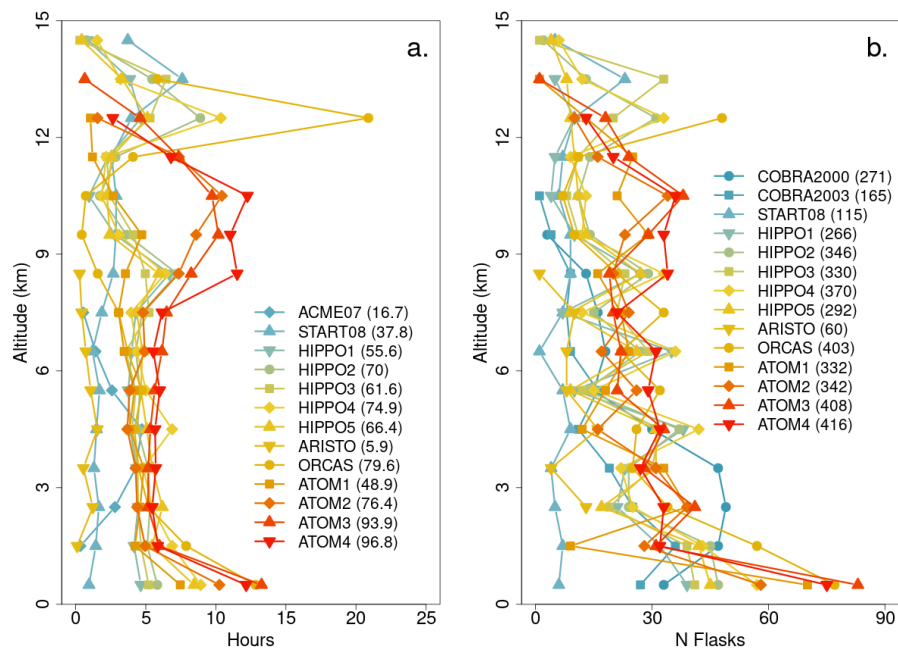 a.
15
12
9
6
3
0
Altitude (km)
ACME07 (16.7)
START08 (37.8)
HIPPO1 (55.6)
HIPPO2 (70)
HIPPO3 (61.6)
HIPPO4 (74.9)
HIPPO5 (66.4)
ARISTO (5.9)
ORCAS (79.6)
ATOM1 (48.9)
ATOM2 (76.4)
ATOM3 (93.9)
ATOM4 (96.8)
0 5 10 15 20 25
Hours
b.
15
12
9
6
3
0
Altitude (km)
COBRA2000 (271)
COBRA2003 (165)
START08 (115)
HIPPO1 (266)
HIPPO2 (346)
HIPPO3 (330)
HIPPO4 (370)
HIPPO5 (292)
ARISTO (60)
ORCAS (403)
ATOM1 (332)
ATOM2 (342)
ATOM3 (408)
ATOM4 (416)
0 30 60 90
N Flasks